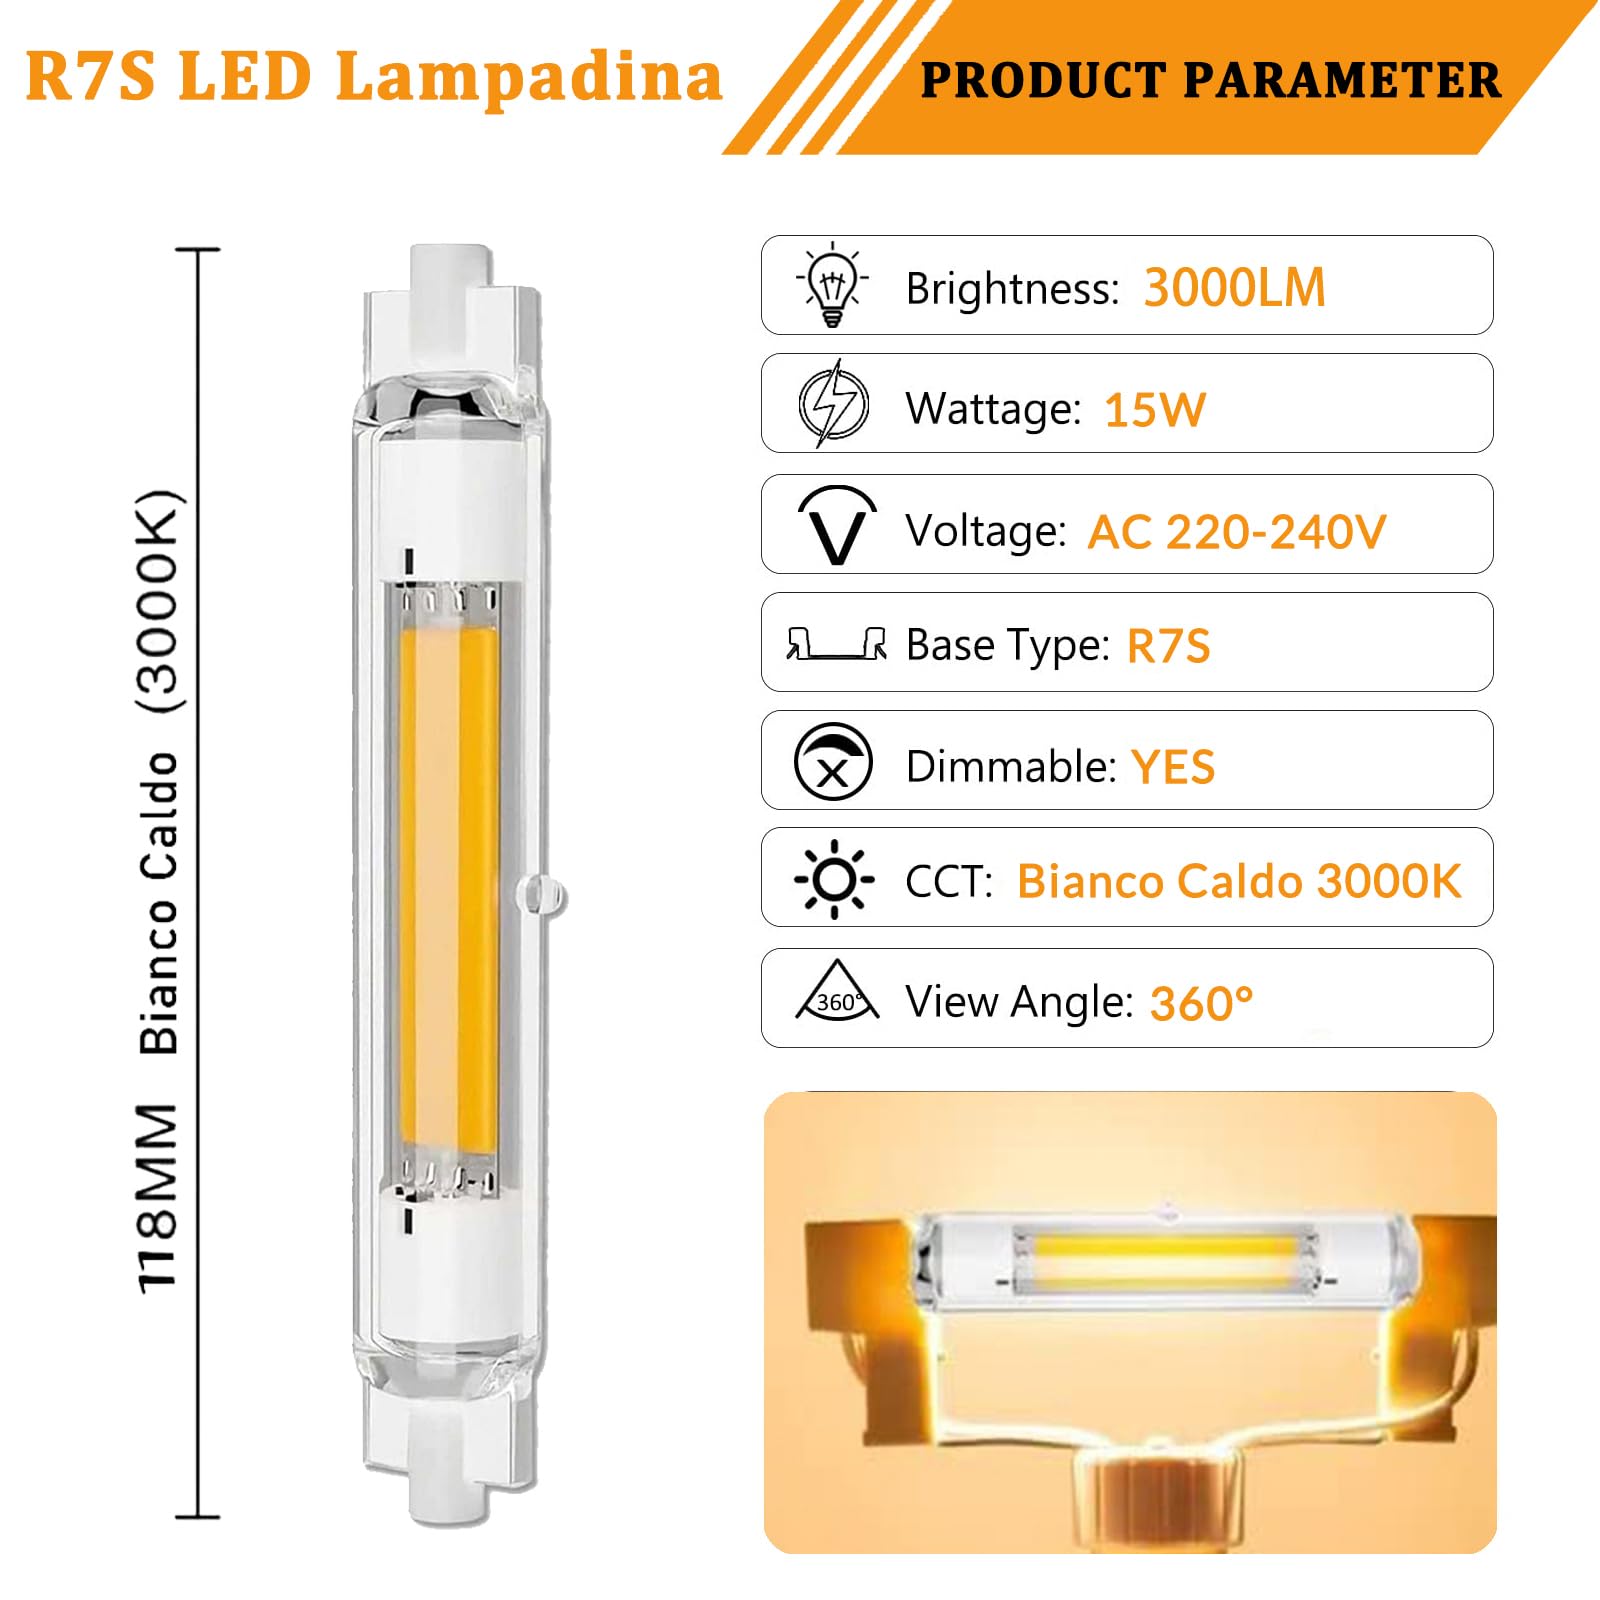 R7S LED Lampadina
PRODUCT PARAMETER
118MM Bianco Caldo (3000K)
Brightness: 3000LM
Wattage: 15W
V
Voltage: AC 220-240V
Base Type: R7S
x
Dimmable: YES
CCT: Bianco Caldo 3000K
360°
View Angle: 360°